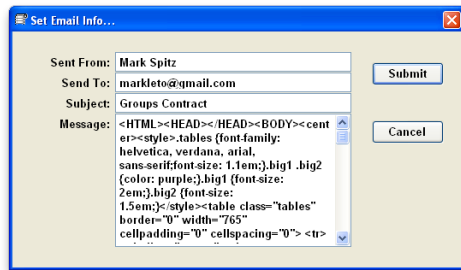 Set Email Info...
Sent From: Mark Spitz
Send To: markleto@gmail.com
Submit
Subject: Groups Contract
Message: <HTML><HEAD></HEAD><BODY><cent
er><style>.tables {font-family:
helvetica, verdana, arial,
sans-serif;font-size: 1.1em;}.big1 .big2
{color: purple;}.big1 {font-size:
2em;}.big2 {font-size:
1.5em;}</style><table class="tables"
border="0" width="765"
cellpadding="0" cellspacing="0"> <tr>
Cancel